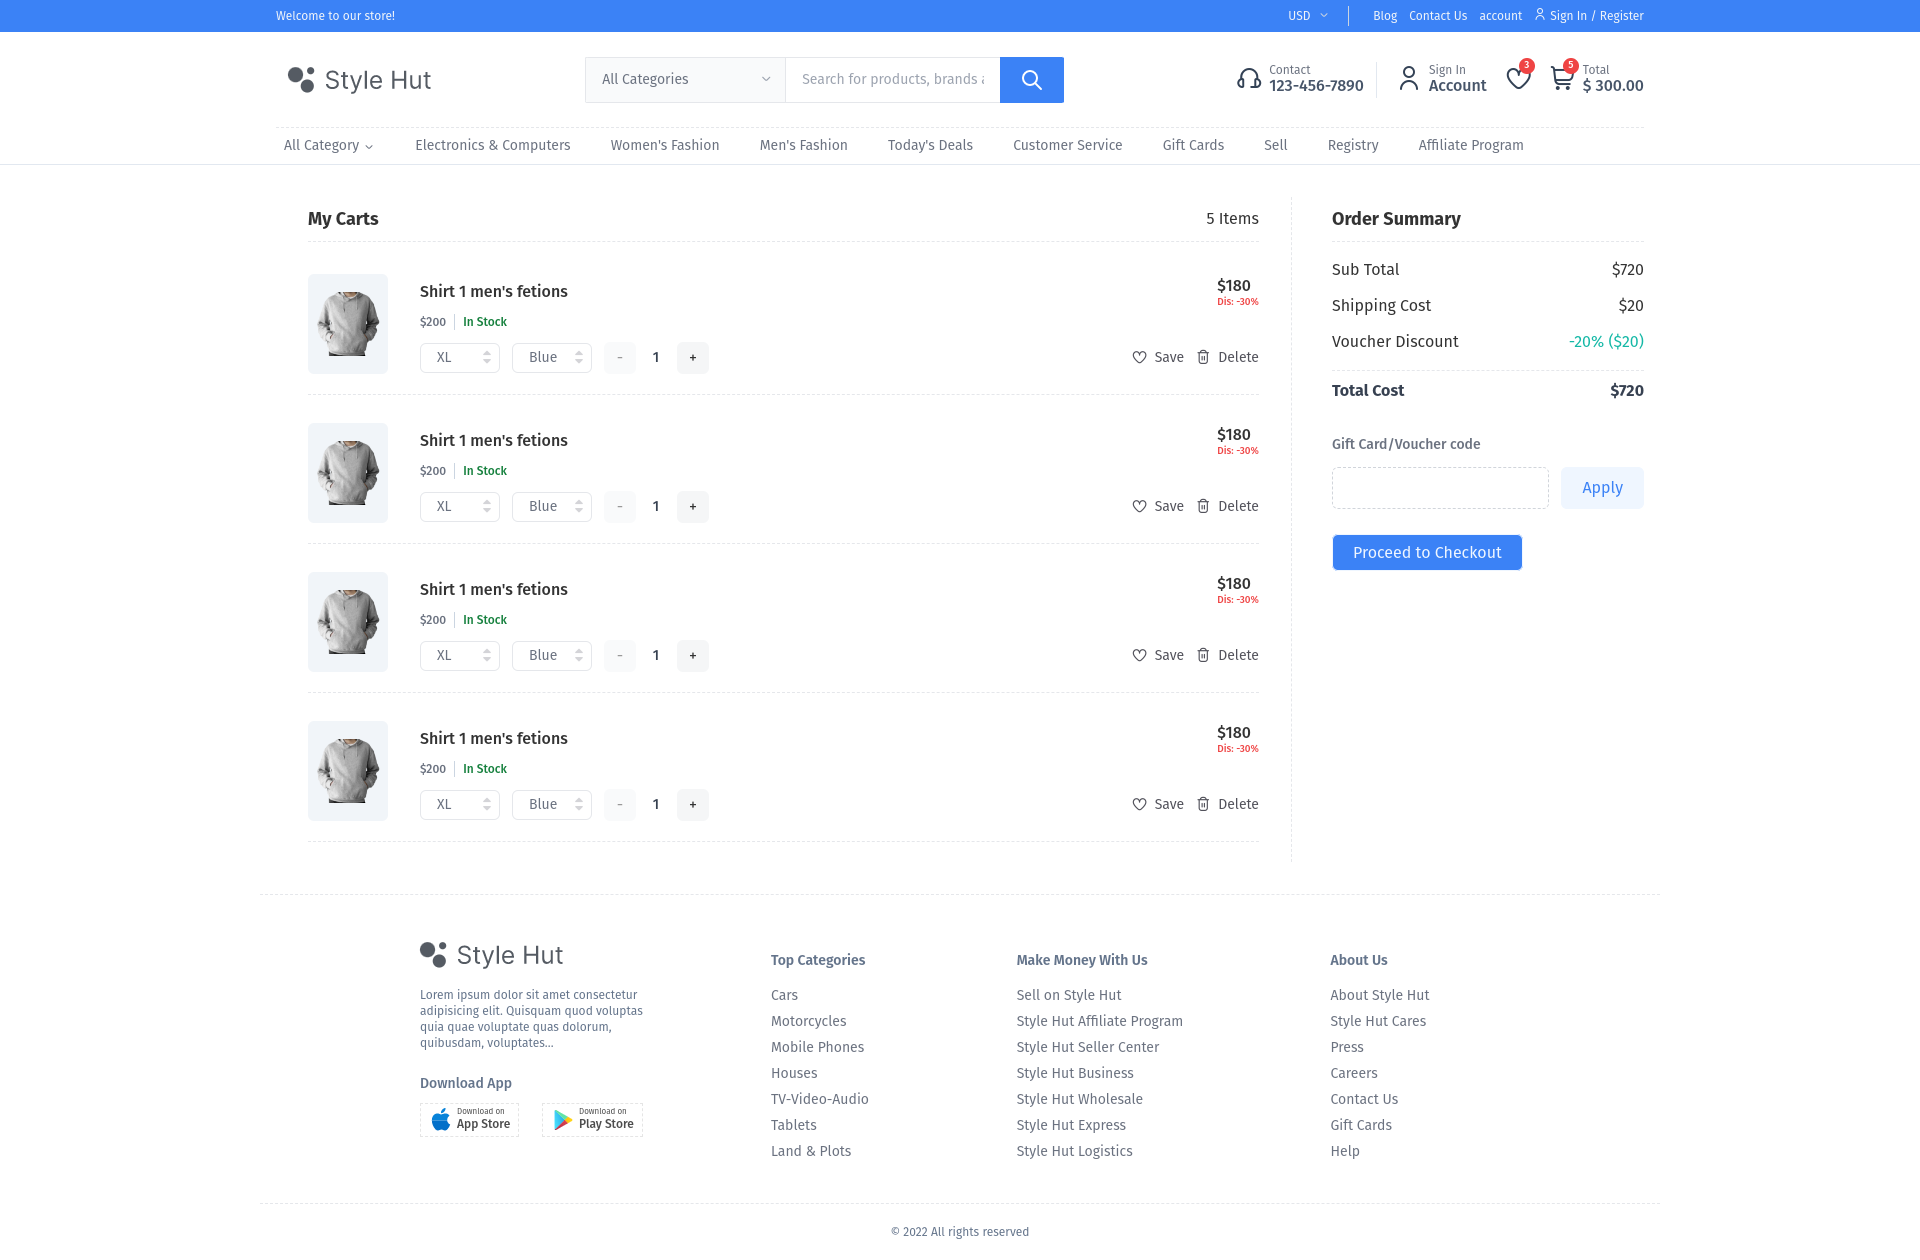 Welcome to our store!
USD
Blog
Contact Us
account
Sign In / Register
Style Hut
All Categories
Search for products, brands a
Contact
123-456-7890
Sign In
Account
3
5
Total
$ 300.00
All Category
Electronics & Computers
Women's Fashion
Men's Fashion
Today's Deals
Customer Service
Gift Cards
Sell
Registry
Affiliate Program
My Carts
5 Items
Shirt 1 men's fetions
$200
In Stock
XL
Blue
-
1
+
$180
Dis: -30%
Save
Delete
Shirt 1 men's fetions
$200
In Stock
XL
Blue
-
1
+
$180
Dis: -30%
Save
Delete
Shirt 1 men's fetions
$200
In Stock
XL
Blue
-
1
+
$180
Dis: -30%
Save
Delete
Shirt 1 men's fetions
$200
In Stock
XL
Blue
-
1
+
$180
Dis: -30%
Save
Delete
Order Summary
Sub Total
$720
Shipping Cost
$20
Voucher Discount
-20% ($20)
Total Cost
$720
Gift Card/Voucher code
Apply
Proceed to Checkout
Style Hut
Lorem ipsum dolor sit amet consectetur
adipisicing elit. Quisquam quod voluptas
quia quae voluptate quas dolorum,
quibusdam, voluptates...
Download App
Download on
App Store
Download on
Play Store
Top Categories
Cars
Motorcycles
Mobile Phones
Houses
TV-Video-Audio
Tablets
Land & Plots
Make Money With Us
Sell on Style Hut
Style Hut Affiliate Program
Style Hut Seller Center
Style Hut Business
Style Hut Wholesale
Style Hut Express
Style Hut Logistics
About Us
About Style Hut
Style Hut Cares
Press
Careers
Contact Us
Gift Cards
Help
© 2022 All rights reserved